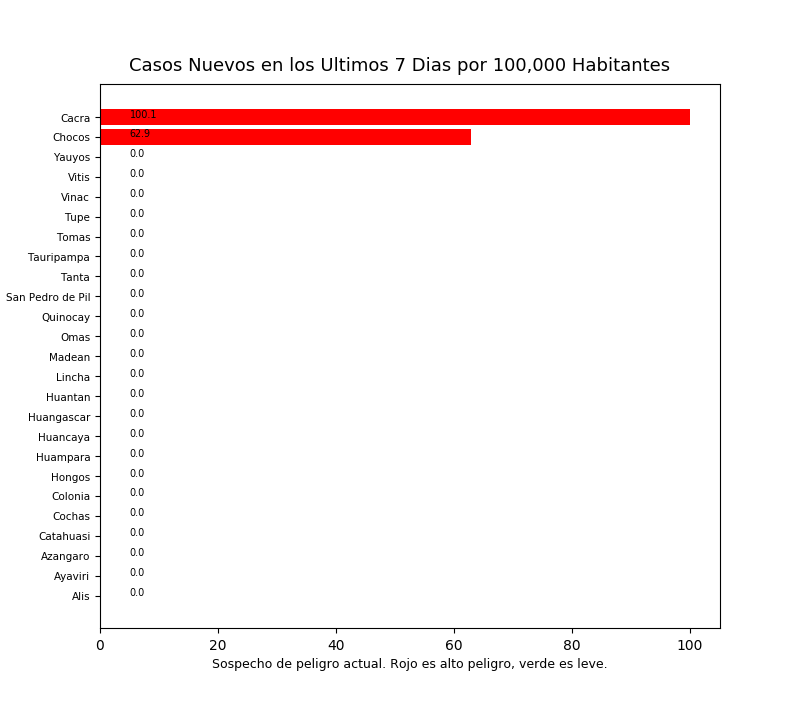 Casos Nuevos en los Ultimos 7 Dias por 100,000 Habitantes
Cacra 100.1
Chocos 62.9
Yauyos 0.0
Vitis 0.0
Vinac 0.0
Tupe 0.0
Tomas 0.0
Tauripampa 0.0
Tanta 0.0
San Pedro de Pil 0.0
Quinocay 0.0
Omas 0.0
Madean 0.0
Lincha 0.0
Huantan 0.0
Huangascar 0.0
Huancaya 0.0
Huampara 0.0
Hongos 0.0
Colonia 0.0
Cochas 0.0
Catahuasi 0.0
Azangaro 0.0
Ayaviri 0.0
Alis 0.0
0 20 40 60 80 100
Sospecho de peligro actual. Rojo es alto peligro, verde es leve.